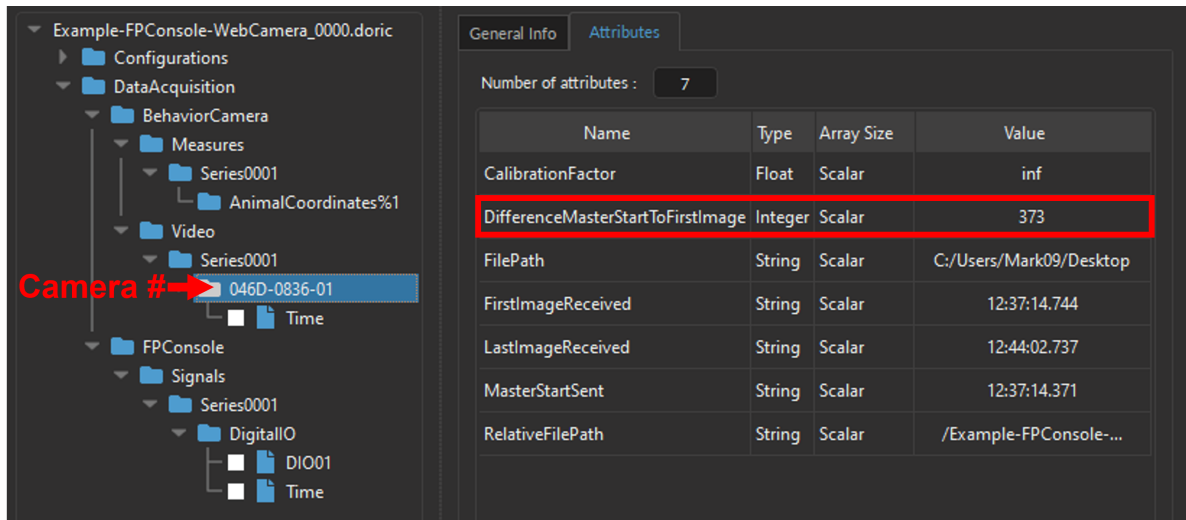 Example-FPConsole-WebCamera_0000.doric
Configurations
DataAcquisition
BehaviorCamera
Measures
Series0001
AnimalCoordinates%1
Video
Series0001
Camera # 046D-0836-01
Time
FPConsole
Signals
Series0001
DigitalIO
DIO01
Time
General Info Attributes
Number of attributes : 7
Name Type Array Size Value
CalibrationFactor Float Scalar inf
DifferenceMasterStartToFirstImage Integer Scalar 373
FilePath String Scalar C:/Users/Mark09/Desktop
FirstImageReceived String Scalar 12:37:14.744
LastImageReceived String Scalar 12:44:02.737
MasterStartSent String Scalar 12:37:14.371
RelativeFilePath String Scalar /Example-FPConsole-...